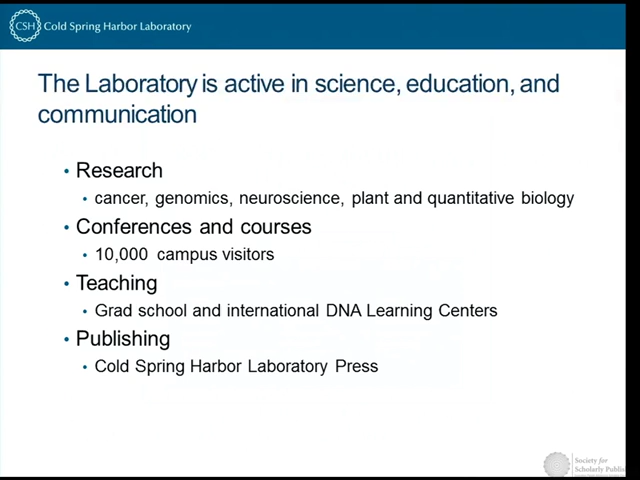 CSH Cold Spring Harbor Laboratory
The Laboratory is active in science, education, and
communication
• Research
• cancer, genomics, neuroscience, plant and quantitative biology
• Conferences and courses
• 10,000 campus visitors
• Teaching
• Grad school and international DNA Learning Centers
• Publishing
• Cold Spring Harbor Laboratory Press
Society for
Scholarly Publis